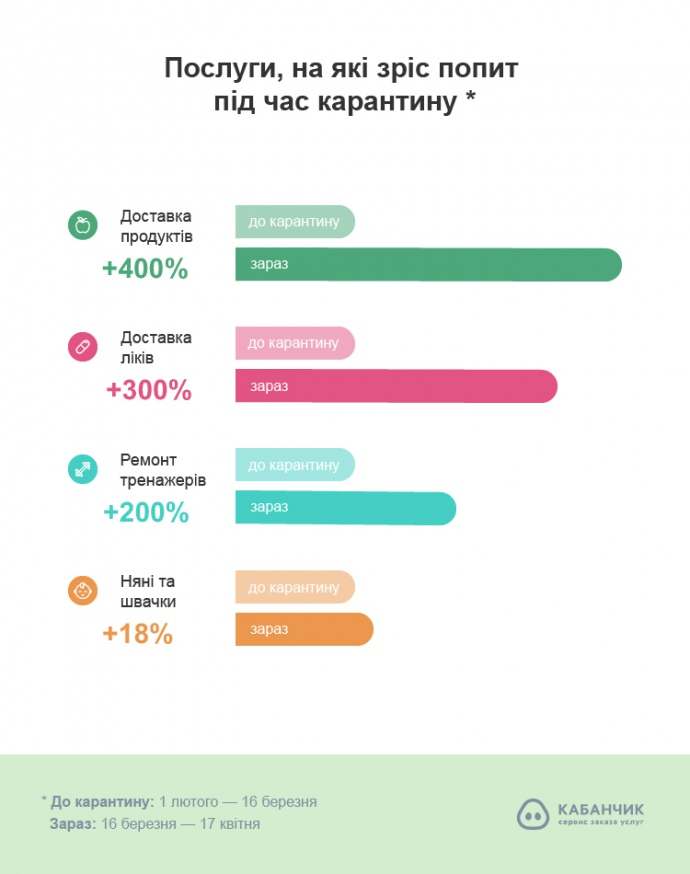 Послуги, на які зріс попит
під час карантину *
Доставка
продуктів
+400%
до карантину
зараз
Доставка
ліків
+300%
до карантину
зараз
Ремонт
тренажерів
+200%
до карантину
зараз
Няні та
швачки
+18%
до карантину
зараз
* До карантину: 1 лютого — 16 березня
Зараз: 16 березня — 17 квітня
КАБАНЧИК
сервис заказа услуг